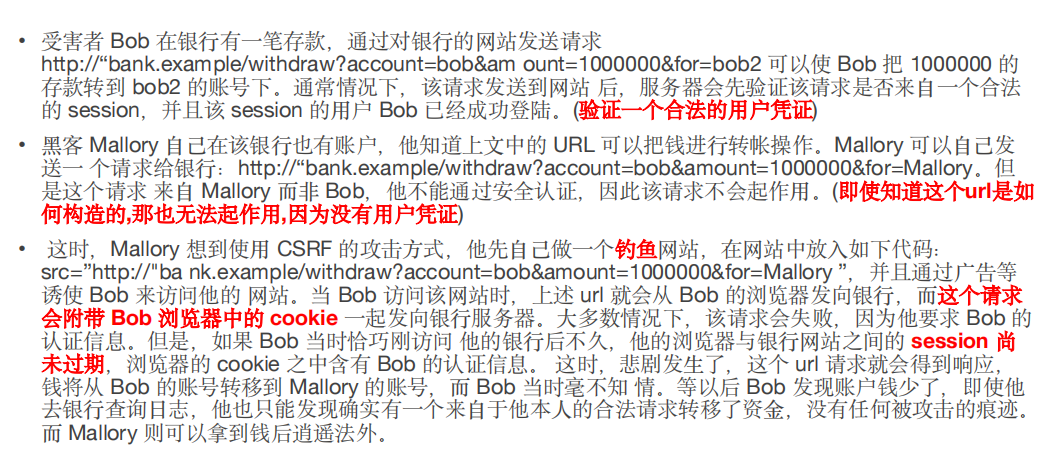 • 受害者 Bob 在银行有一笔存款，通过对银行的网站发送请求
http://“bank.example/withdraw?account=bob&am ount=1000000&for=bob2 可以使 Bob 把 1000000 的
存款转到 bob2 的账号下。通常情况下，该请求发送到网站 后，服务器会先验证该请求是否来自一个合法
的 session，并且该 session 的用户 Bob 已经成功登陆。(验证一个合法的用户凭证)
• 黑客 Mallory 自己在该银行也有账户，他知道上文中的 URL 可以把钱进行转帐操作。Mallory 可以自己发
送一 个请求给银行：http://“bank.example/withdraw?account=bob&amount=1000000&for=Mallory。但
是这个请求 来自 Mallory 而非 Bob，他不能通过安全认证，因此该请求不会起作用。(即使知道这个url是如
何构造的,那也无法起作用,因为没有用户凭证)
• 这时，Mallory 想到使用 CSRF 的攻击方式，他先自己做一个钓鱼网站，在网站中放入如下代码：
src=”http://"ba nk.example/withdraw?account=bob&amount=1000000&for=Mallory ”，并且通过广告等
诱使 Bob 来访问他的 网站。当 Bob 访问该网站时，上述 url 就会从 Bob 的浏览器发向银行，而这个请求
会附带 Bob 浏览器中的 cookie 一起发向银行服务器。大多数情况下，该请求会失败，因为他要求 Bob 的
认证信息。但是，如果 Bob 当时恰巧刚访问 他的银行后不久，他的浏览器与银行网站之间的 session 尚
未过期，浏览器的 cookie 之中含有 Bob 的认证信息。 这时，悲剧发生了，这个 url 请求就会得到响应，
钱将从 Bob 的账号转移到 Mallory 的账号，而 Bob 当时毫不知 情。等以后 Bob 发现账户钱少了，即使他
去银行查询日志，他也只能发现确实有一个来自于他本人的合法请求转移了资金，没有任何被攻击的痕迹。
而 Mallory 则可以拿到钱后逍遥法外。